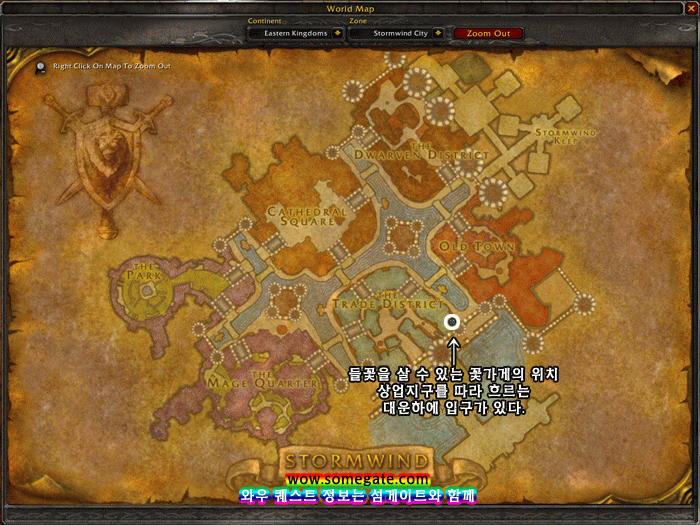 World Map
Continent
Zone
Eastern Kingdoms
Stormwind City
Zoom Out
Right Click On Map To Zoom Out
STORMWIND
KEEP
THE
DWARVEN DISTRICT
CATHEDRAL
SQUARE
OLD TOWN
THE
PARK
THE
TRADE DISTRICT
THE
MAGE QUARTER
들꽃을 살 수 있는 꽃가게의 위치
상업지구를 따라 흐르는
대운하에 입구가 있다.
STORMWIND
wow.somegate.com
와우 퀘스트 정보는 섬게이트와 함께